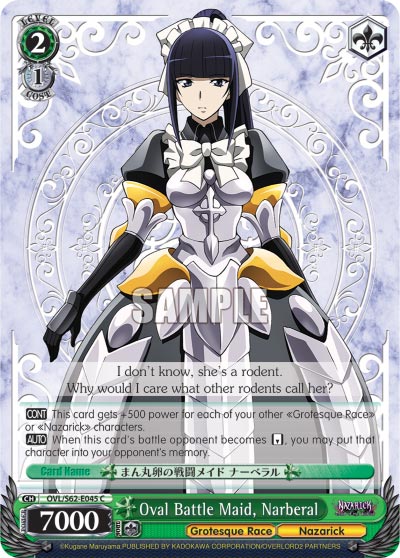 LEVEL
2
1
COST
SAMPLE
I don't know, she's a rodent.
Why would I care what other rodents call her?
CONT This card gets +500 power for each of your other «Grotesque Race»
or «Nazarick» characters.
AUTO When this card's battle opponent becomes [▼], you may put that
character into your opponent's memory.
Card Name まん丸卵の戦闘メイド ナーベラル
CH OVL/S62-E045 C
POWER 7000 Oval Battle Maid, Narberal NAZARICK
Grotesque Race Nazarick
©Kugane Maruyama,PUBLISHED BY KADOKAWA CORPORATION/OVERLORD2 PARTNERS